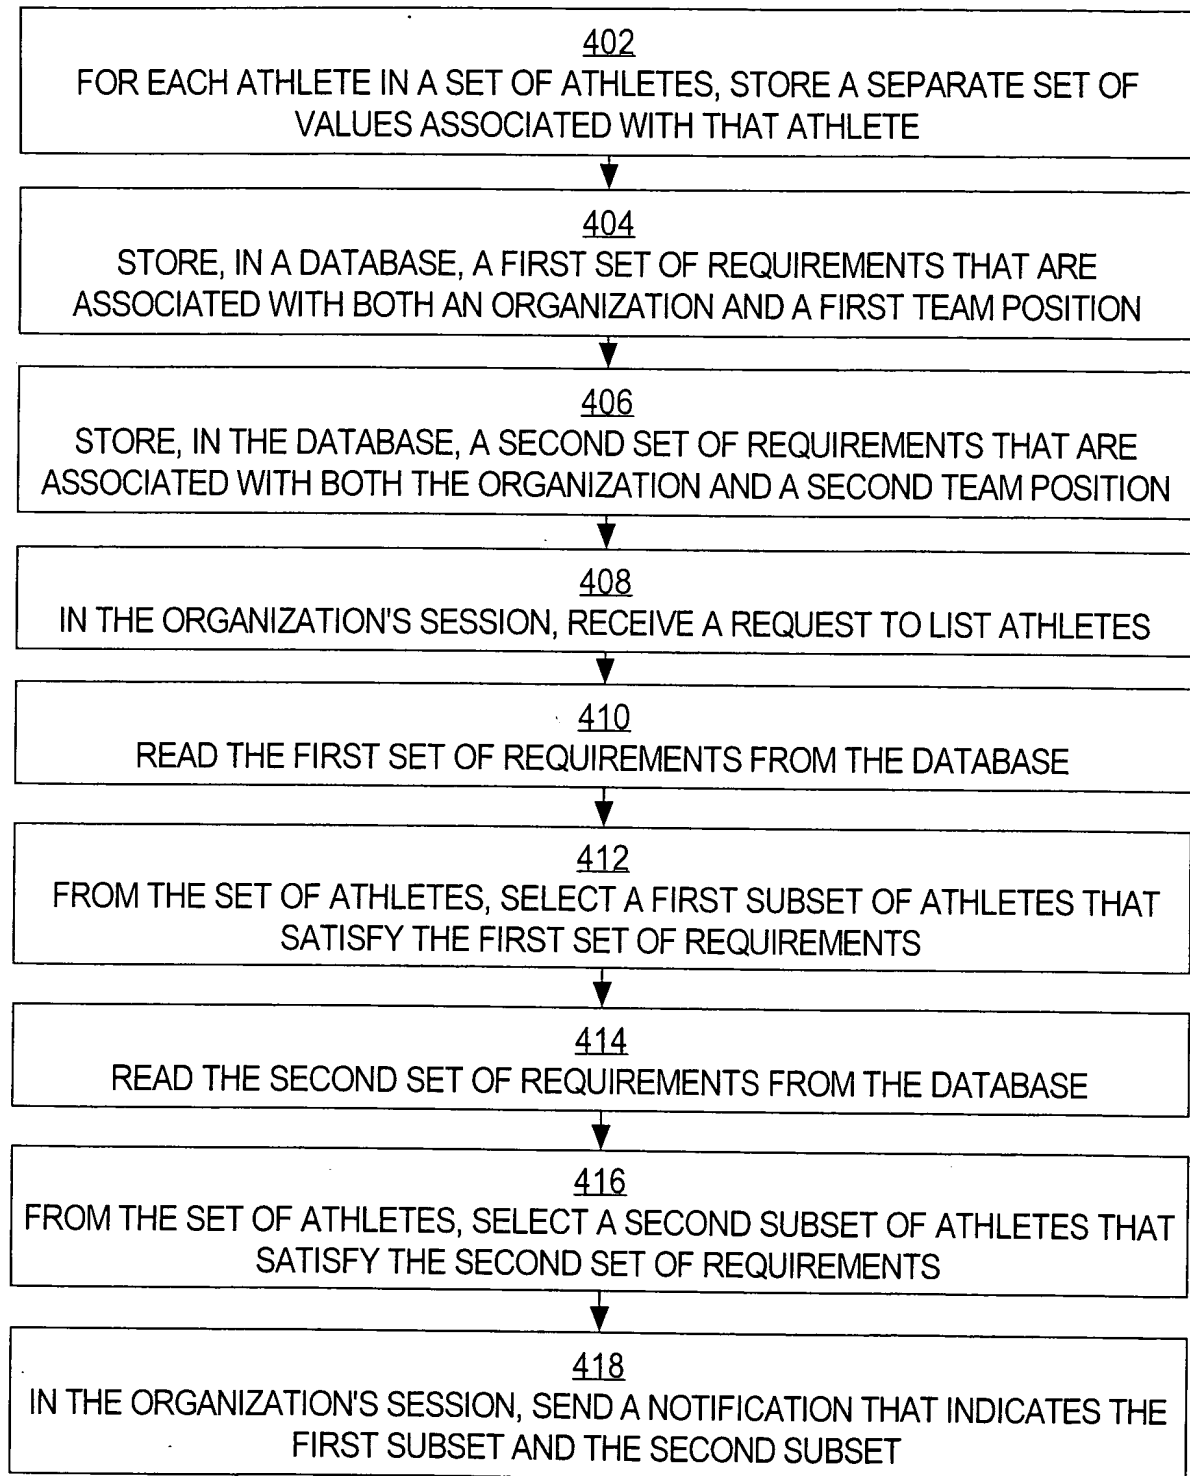 402
FOR EACH ATHLETE IN A SET OF ATHLETES, STORE A SEPARATE SET OF
VALUES ASSOCIATED WITH THAT ATHLETE
404
STORE, IN A DATABASE, A FIRST SET OF REQUIREMENTS THAT ARE
ASSOCIATED WITH BOTH AN ORGANIZATION AND A FIRST TEAM POSITION
406
STORE, IN THE DATABASE, A SECOND SET OF REQUIREMENTS THAT ARE
ASSOCIATED WITH BOTH THE ORGANIZATION AND A SECOND TEAM POSITION
408
IN THE ORGANIZATION'S SESSION, RECEIVE A REQUEST TO LIST ATHLETES
410
READ THE FIRST SET OF REQUIREMENTS FROM THE DATABASE
412
FROM THE SET OF ATHLETES, SELECT A FIRST SUBSET OF ATHLETES THAT
SATISFY THE FIRST SET OF REQUIREMENTS
414
READ THE SECOND SET OF REQUIREMENTS FROM THE DATABASE
416
FROM THE SET OF ATHLETES, SELECT A SECOND SUBSET OF ATHLETES THAT
SATISFY THE SECOND SET OF REQUIREMENTS
418
IN THE ORGANIZATION'S SESSION, SEND A NOTIFICATION THAT INDICATES THE
FIRST SUBSET AND THE SECOND SUBSET